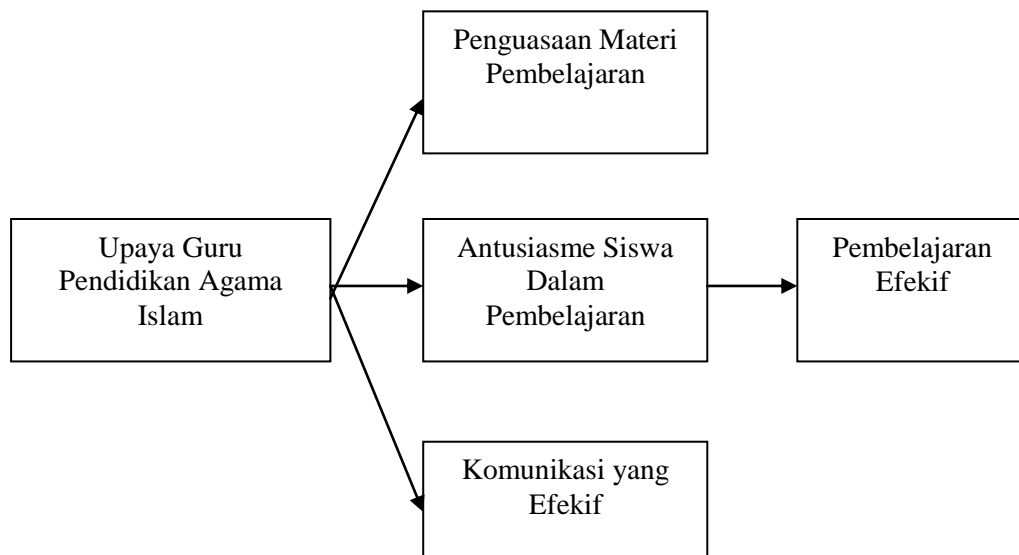 Penguasaan Materi
Pembelajaran
Upaya Guru
Pendidikan Agama
Islam
Antusiasme Siswa
Dalam
Pembelajaran
Pembelajaran
Efekif
Komunikasi yang
Efekif